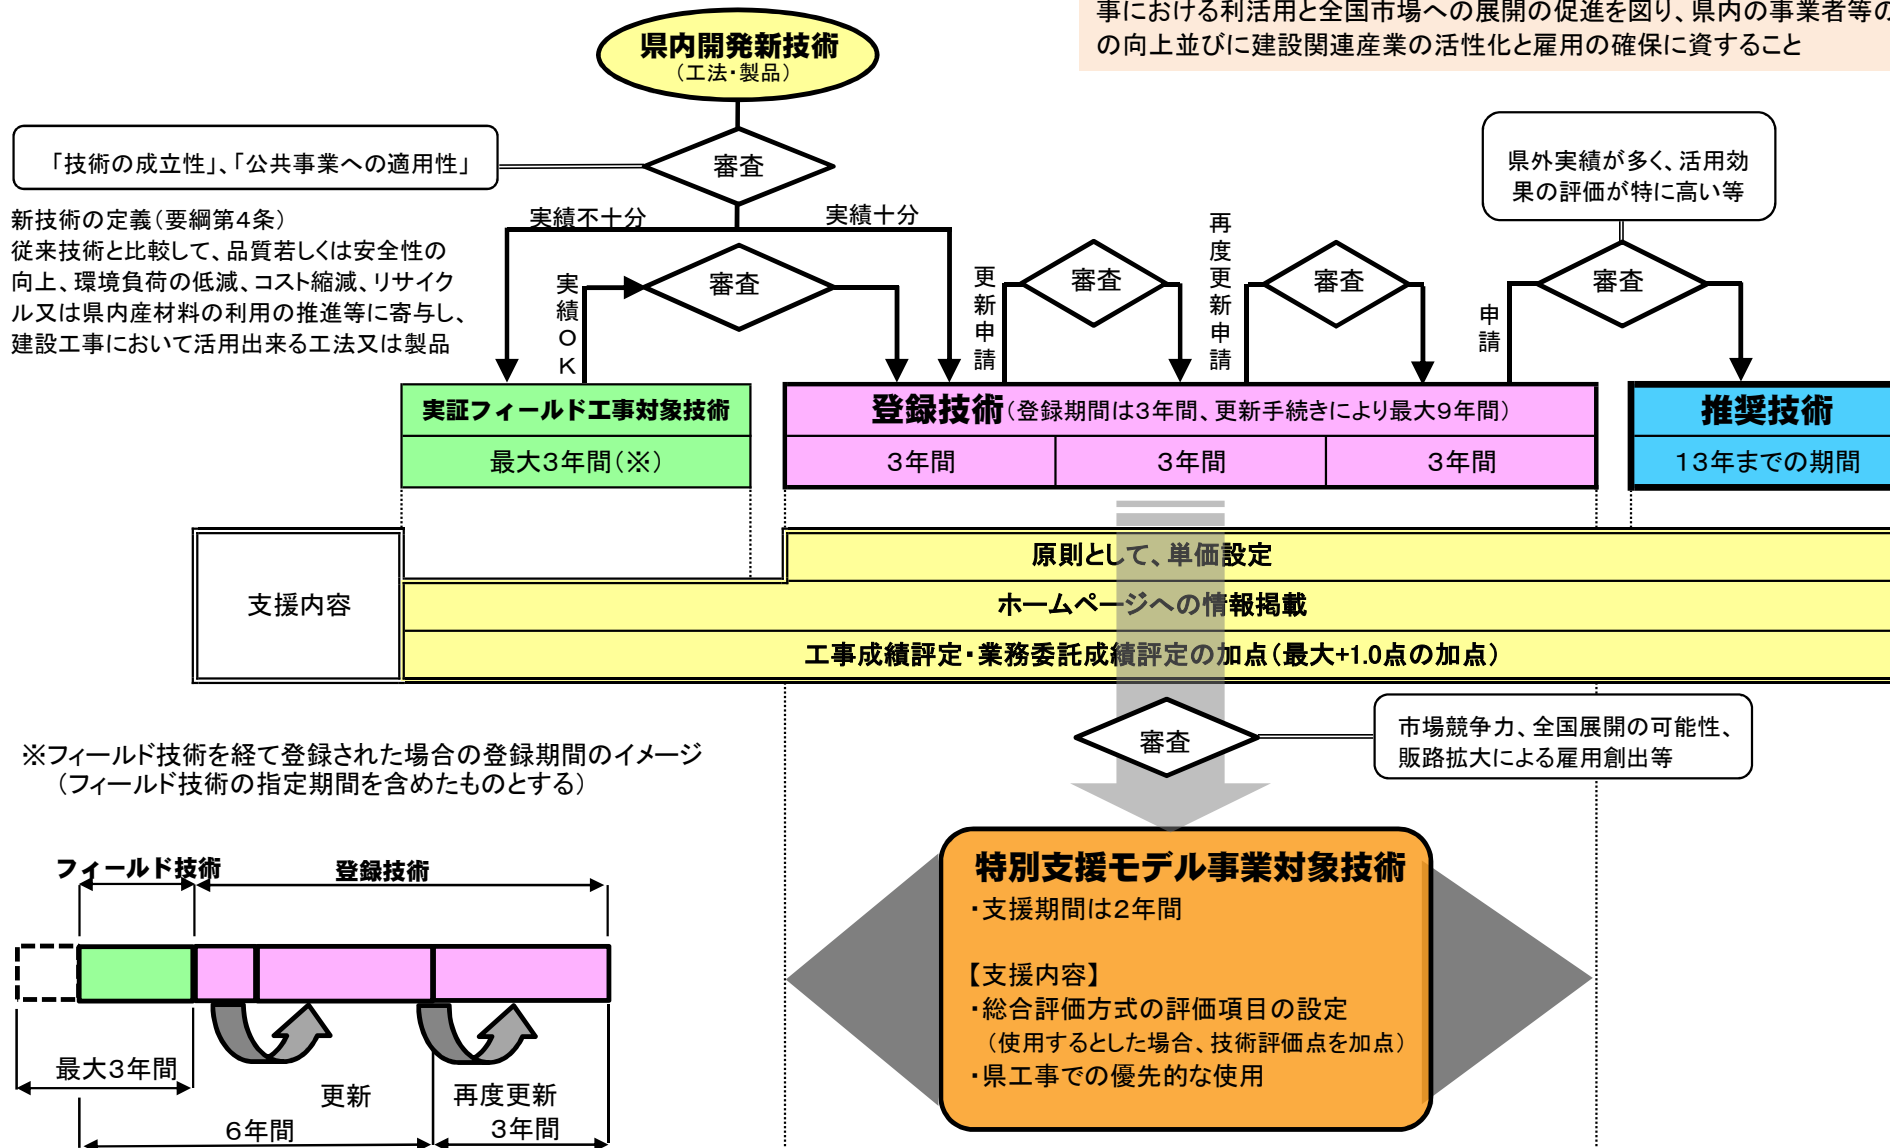 事における利活用と全国市場への展開の促進を図り、県内の事業者等の
の向上並びに建設関連産業の活性化と雇用の確保に資すること
県内開発新技術
（工法・製品）
審査
「技術の成立性」、「公共事業への適用性」
県外実績が多く、活用効
果の評価が特に高い等
新技術の定義（要綱第4条）
従来技術と比較して、品質若しくは安全性の
向上、環境負荷の低減、コスト縮減、リサイク
ル又は県内産材料の利用の推進等に寄与し、
建設工事において活用出来る工法又は製品
実績不十分
実績十分
実績OK
審査
更新申請
審査
再度更新申請
審査
申請
審査
実証フィールド工事対象技術
最大3年間(※)
登録技術（登録期間は3年間、更新手続きにより最大9年間）
3年間
3年間
3年間
推奨技術
13年までの期間
支援内容
原則として、単価設定
ホームページへの情報掲載
工事成績評定・業務委託成績評定の加点（最大+1.0点の加点）
審査
市場競争力、全国展開の可能性、
販路拡大による雇用創出等
※フィールド技術を経て登録された場合の登録期間のイメージ
（フィールド技術の指定期間を含めたものとする）
フィールド技術
登録技術
最大3年間
更新
再度更新
6年間
3年間
特別支援モデル事業対象技術
・支援期間は2年間
【支援内容】
・総合評価方式の評価項目の設定
（使用するとした場合、技術評価点を加点）
・県工事での優先的な使用